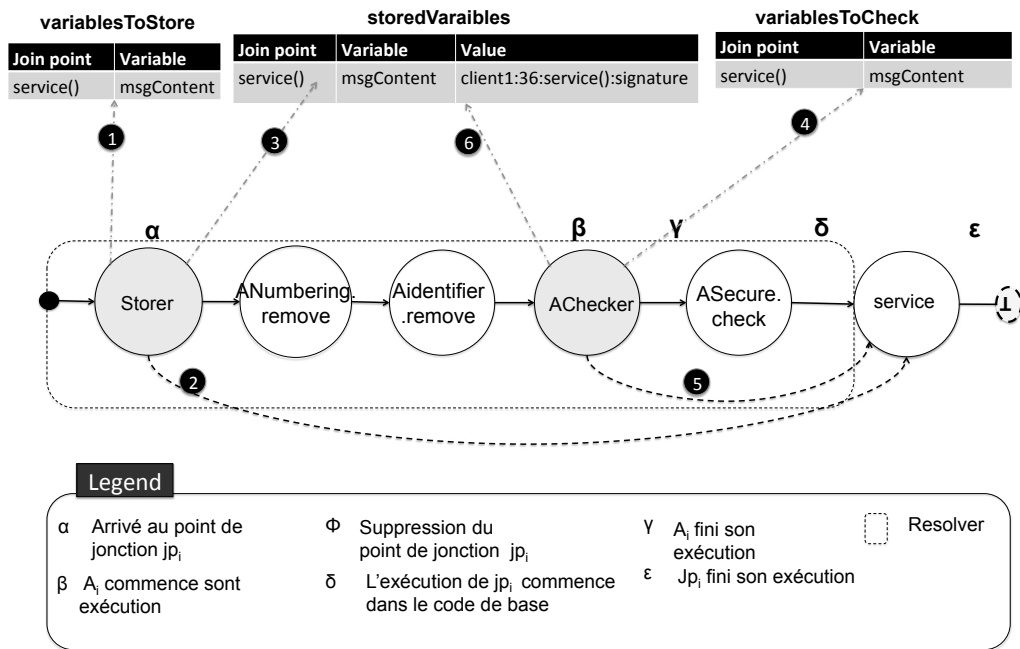 variablesToStore
storedVaraibles
variablesToCheck
Join point Variable
service() msgContent
Join point Variable Value
service() msgContent client1:36:service():signature
Join point Variable
service() msgContent
1
3
6
4
α
β
γ
δ
ε
Storer
ANumbering.
remove
Aidentifier
.remove
AChecker
ASecure.
check
service
⊥
2
5
Legend
α Arrivé au point de
jonction jpi
β Ai commence sont
exécution
Φ Suppression du
point de jonction jpi
δ L'exécution de jpi commence
dans le code de base
γ Ai fini son
exécution
ε Jpi fini son exécution
Resolver